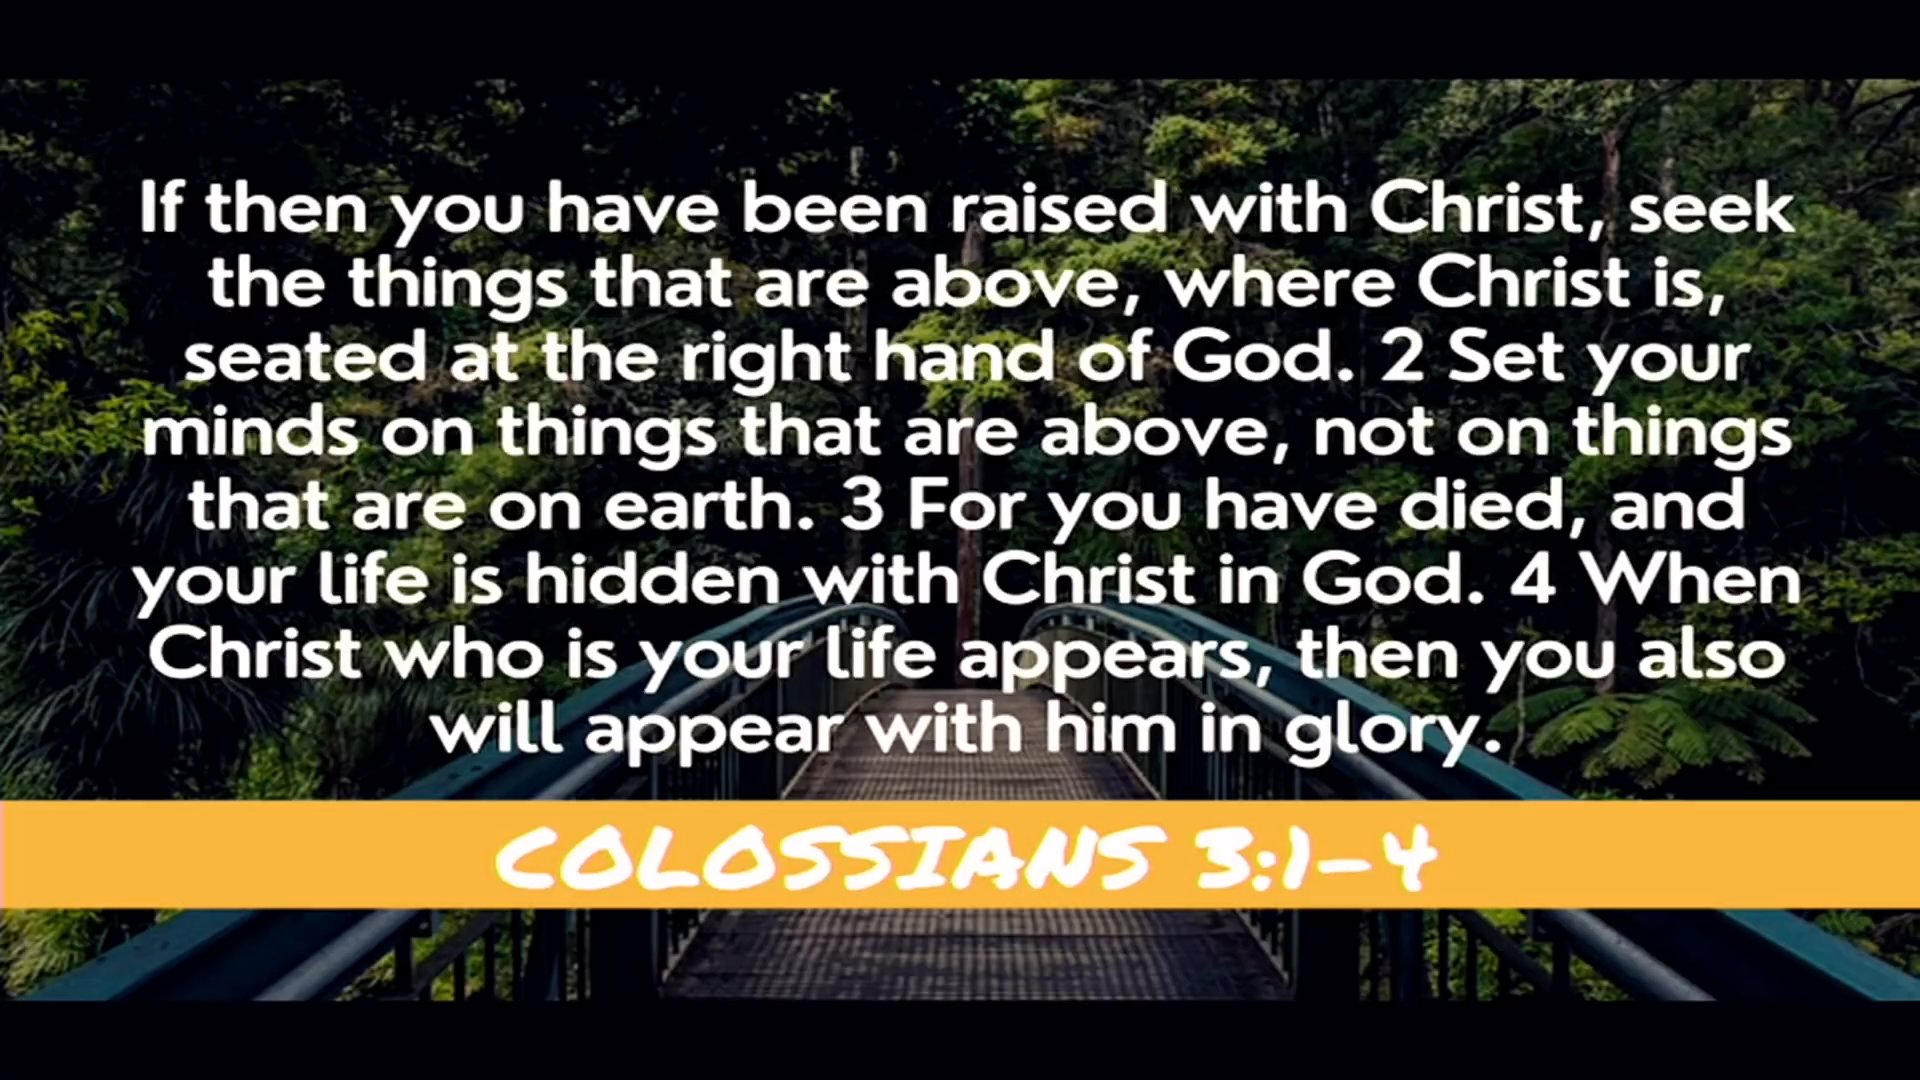 If then you have been raised with Christ, seek
the things that are above, where Christ is,
seated at the right hand of God. 2 Set your
minds on things that are above, not on things
that are on earth. 3 For you have died, and
your life is hidden with Christ in God. 4 When
Christ who is your life appears, then you also
will appear with him in glory.
COLOSSIANS 3:1-4